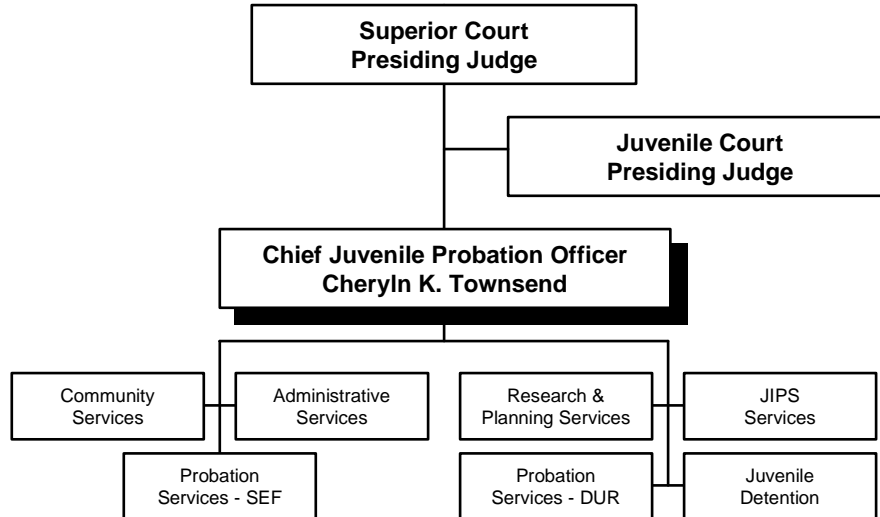 Superior Court
Presiding Judge
Juvenile Court
Presiding Judge
Chief Juvenile Probation Officer
Cheryln K. Townsend
Community
Services
Administrative
Services
Research &
Planning Services
JIPS
Services
Probation
Services - SEF
Probation
Services - DUR
Juvenile
Detention